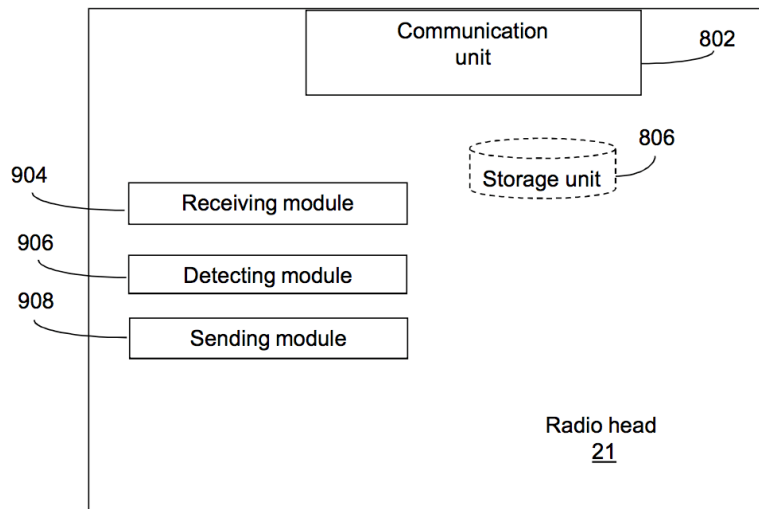 Communication
unit
802
806
Storage unit
904
Receiving module
906
Detecting module
908
Sending module
Radio head
21